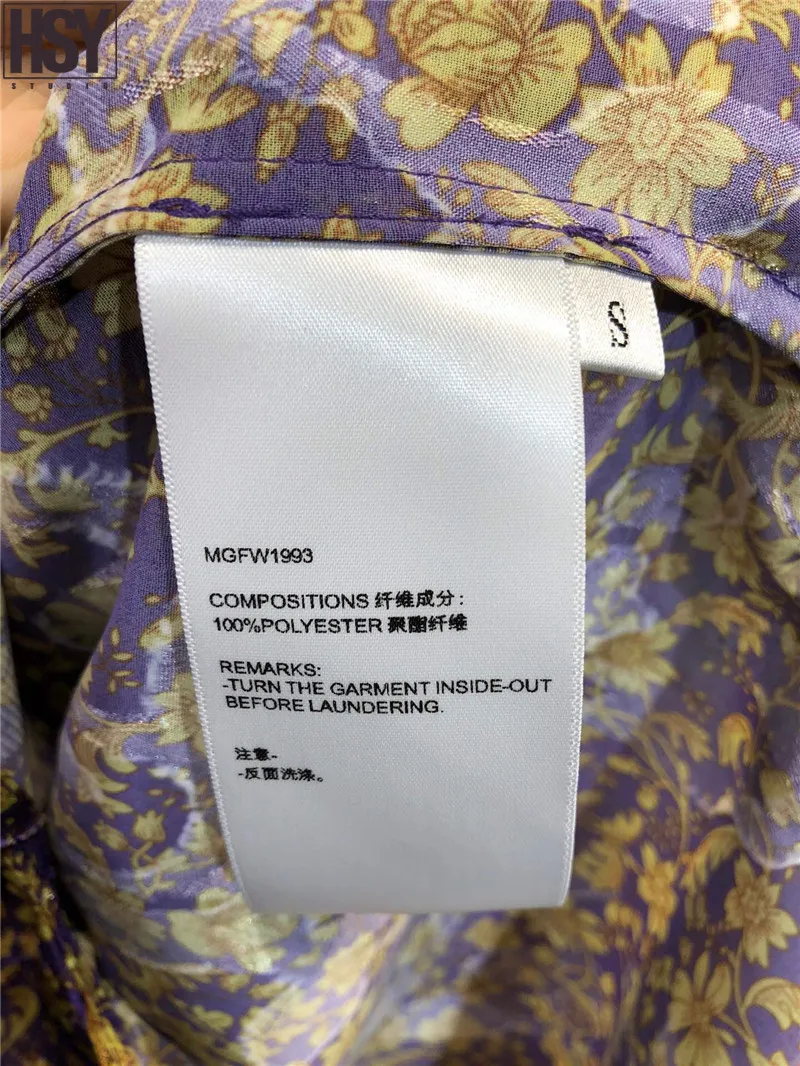 HSY
STUDIO
S
MGFW1993
COMPOSITIONS 纤维成分:
100%POLYESTER 聚酯纤维
REMARKS:
-TURN THE GARMENT INSIDE-OUT
BEFORE LAUNDERING.
注意-
-反面洗涤。